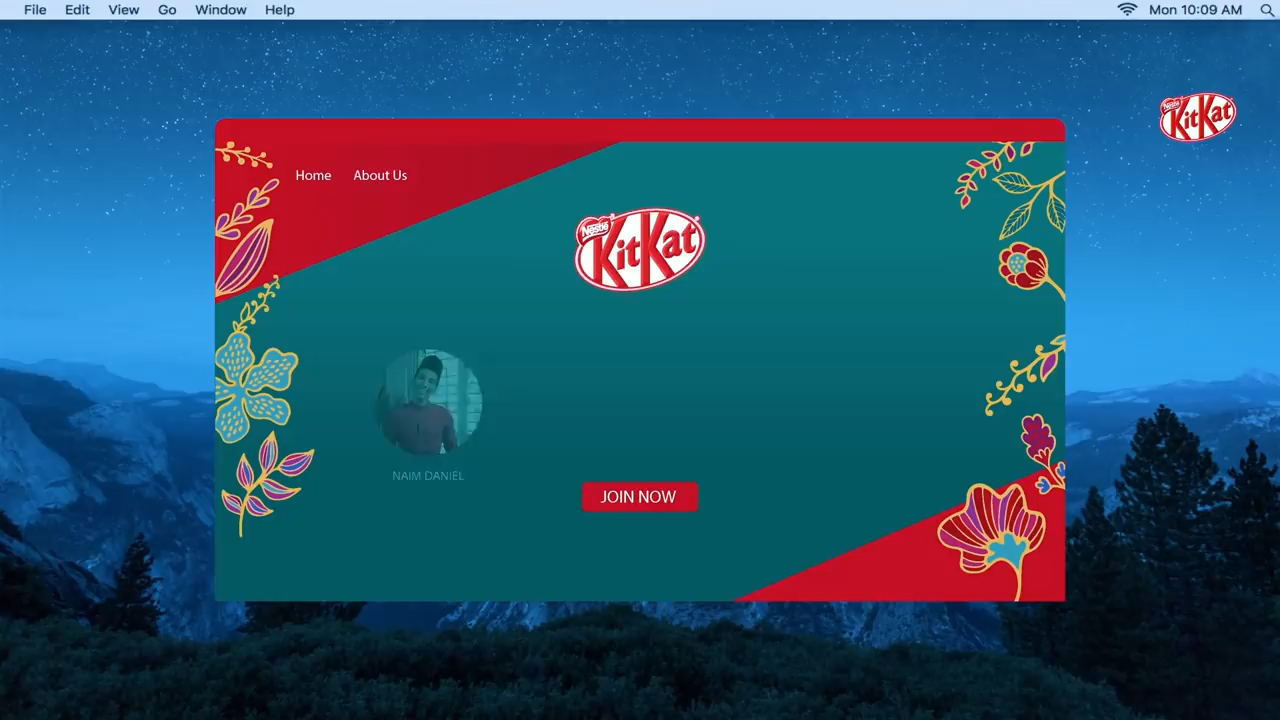 File Edit View Go Window Help Mon 10:09 AM
Nestlé
KitKat
Home About Us
Nestlé
KitKat
NAIM DANIEL
JOIN NOW